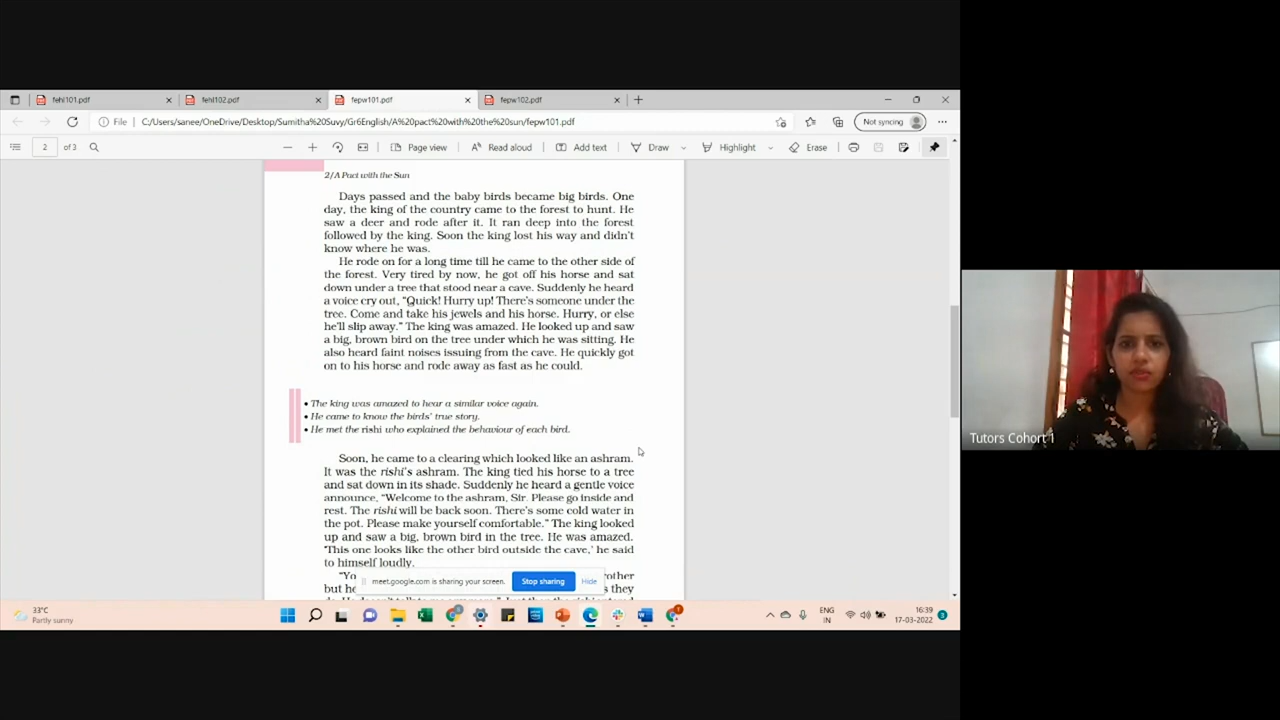 fehl101.pdf
fehl102.pdf
fepw101.pdf
fepw102.pdf
File
C:/Users/sanee/OneDrive/Desktop/Sumitha%20Suvy/Gr6English/A%20pact%20with%20the%20sun/fepw101.pdf
Not syncing
2 of 3
Page view
Read aloud
Add text
Draw
Highlight
Erase
2/A Pact with the Sun
Days passed and the baby birds became big birds. One
day, the king of the country came to the forest to hunt. He
saw a deer and rode after it. It ran deep into the forest
followed by the king. Soon the king lost his way and didn't
know where he was.
He rode on for a long time till he came to the other side of
the forest. Very tired by now, he got off his horse and sat
down under a tree that stood near a cave. Suddenly he heard
a voice cry out, “Quick! Hurry up! There's someone under the
tree. Come and take his jewels and his horse. Hurry, or else
he'll slip away.” The king was amazed. He looked up and saw
a big, brown bird on the tree under which he was sitting. He
also heard faint noises issuing from the cave. He quickly got
on to his horse and rode away as fast as he could.
• The king was amazed to hear a similar voice again.
• He came to know the birds' true story.
• He met the rishi who explained the behaviour of each bird.
Soon, he came to a clearing which looked like an ashram.
It was the rishi's ashram. The king tied his horse to a tree
and sat down in its shade. Suddenly he heard a gentle voice
announce, “Welcome to the ashram, Sir. Please go inside and
rest. The rishi will be back soon. There's some cold water in
the pot. Please make yourself comfortable.” The king looked
up and saw a big, brown bird in the tree. He was amazed.
‘This one looks like the other bird outside the cave,’ he said
to himself loudly.
but he
they
meet.google.com is sharing your screen.
Stop sharing
Hide
33°C
Partly sunny
ENG
IN
16:39
17-03-2022
3
Tutors Cohort 1